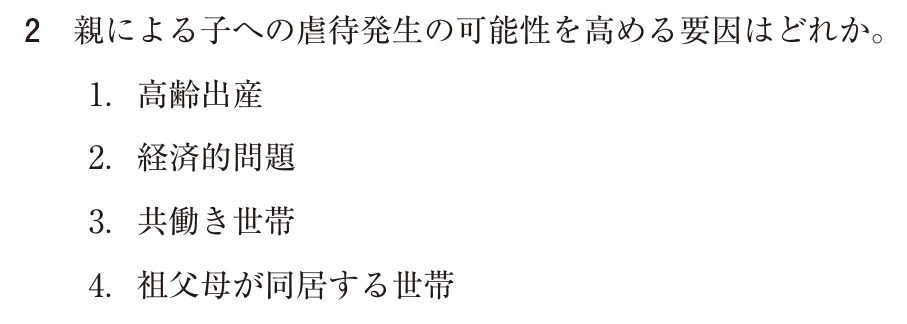 2 親による子への虐待発生の可能性を高める要因はどれか。
1. 高齢出産
2. 経済的問題
3. 共働き世帯
4. 祖父母が同居する世帯